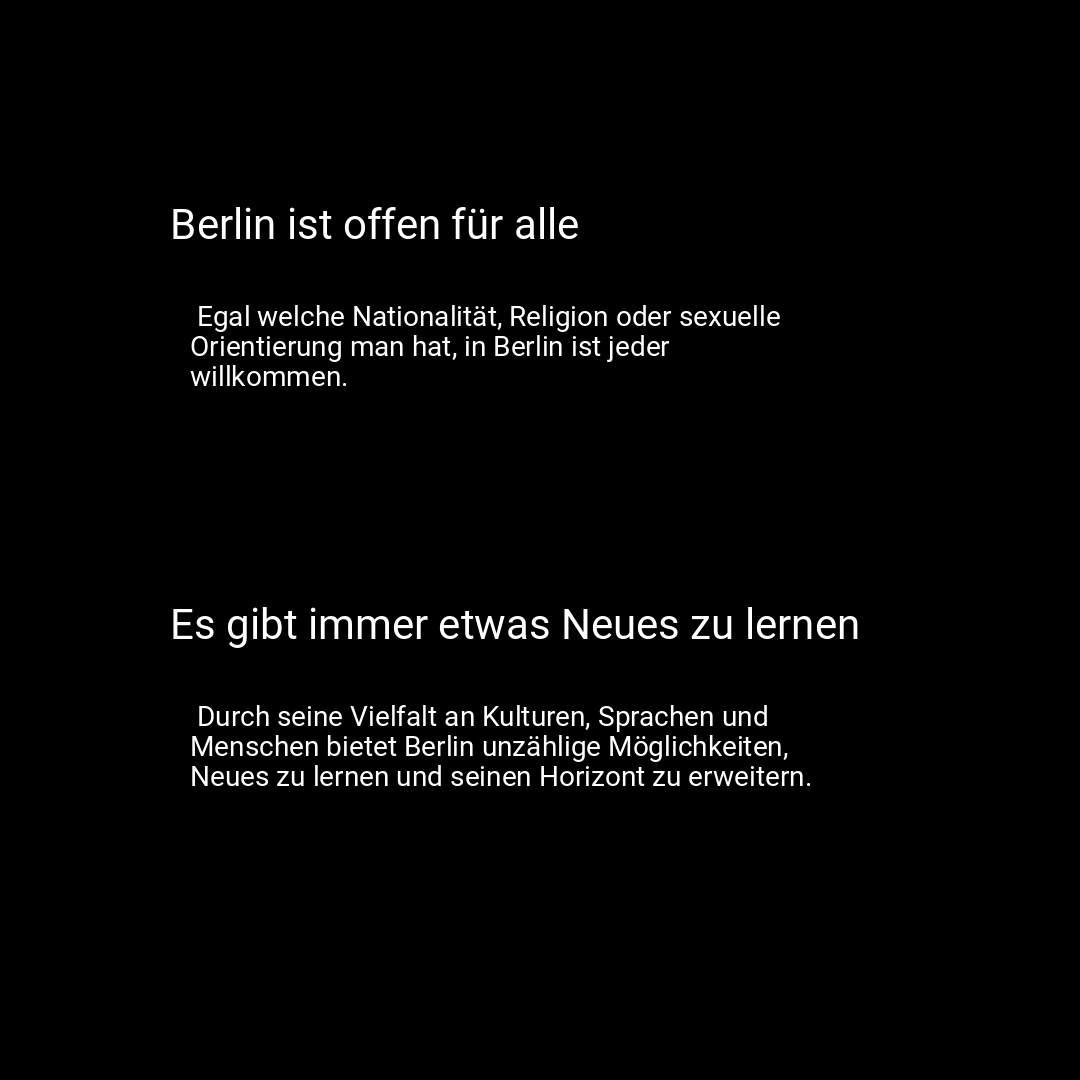 Berlin ist offen für alle
Egal welche Nationalität, Religion oder sexuelle
Orientierung man hat, in Berlin ist jeder
willkommen.
Es gibt immer etwas Neues zu lernen
Durch seine Vielfalt an Kulturen, Sprachen und
Menschen bietet Berlin unzählige Möglichkeiten,
Neues zu lernen und seinen Horizont zu erweitern.